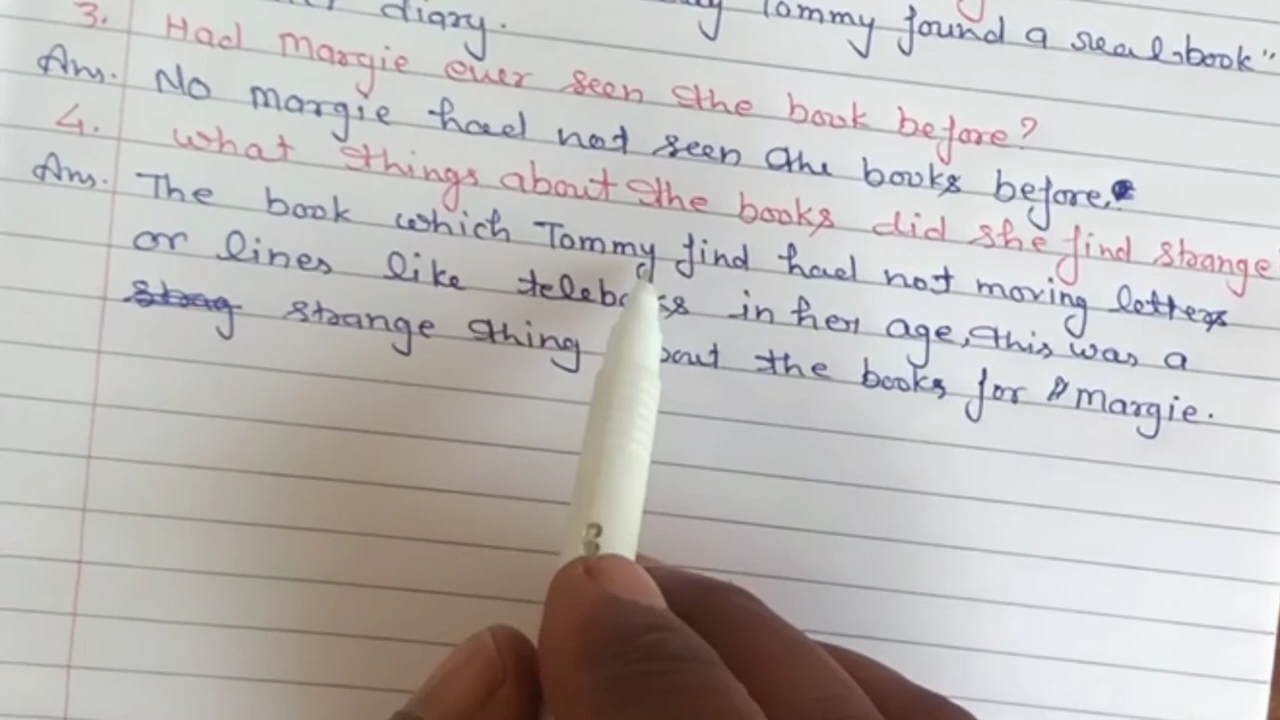 diary. Tommy found a real book"
3. Had Margie ever seen the book before?
Ans. No margie had not seen the books before.
4. What things about the books did she find strange
Ans. The book which Tommy find had not moving letters
or lines like telebooks in her age, this was a
strange thing about the books for margie.